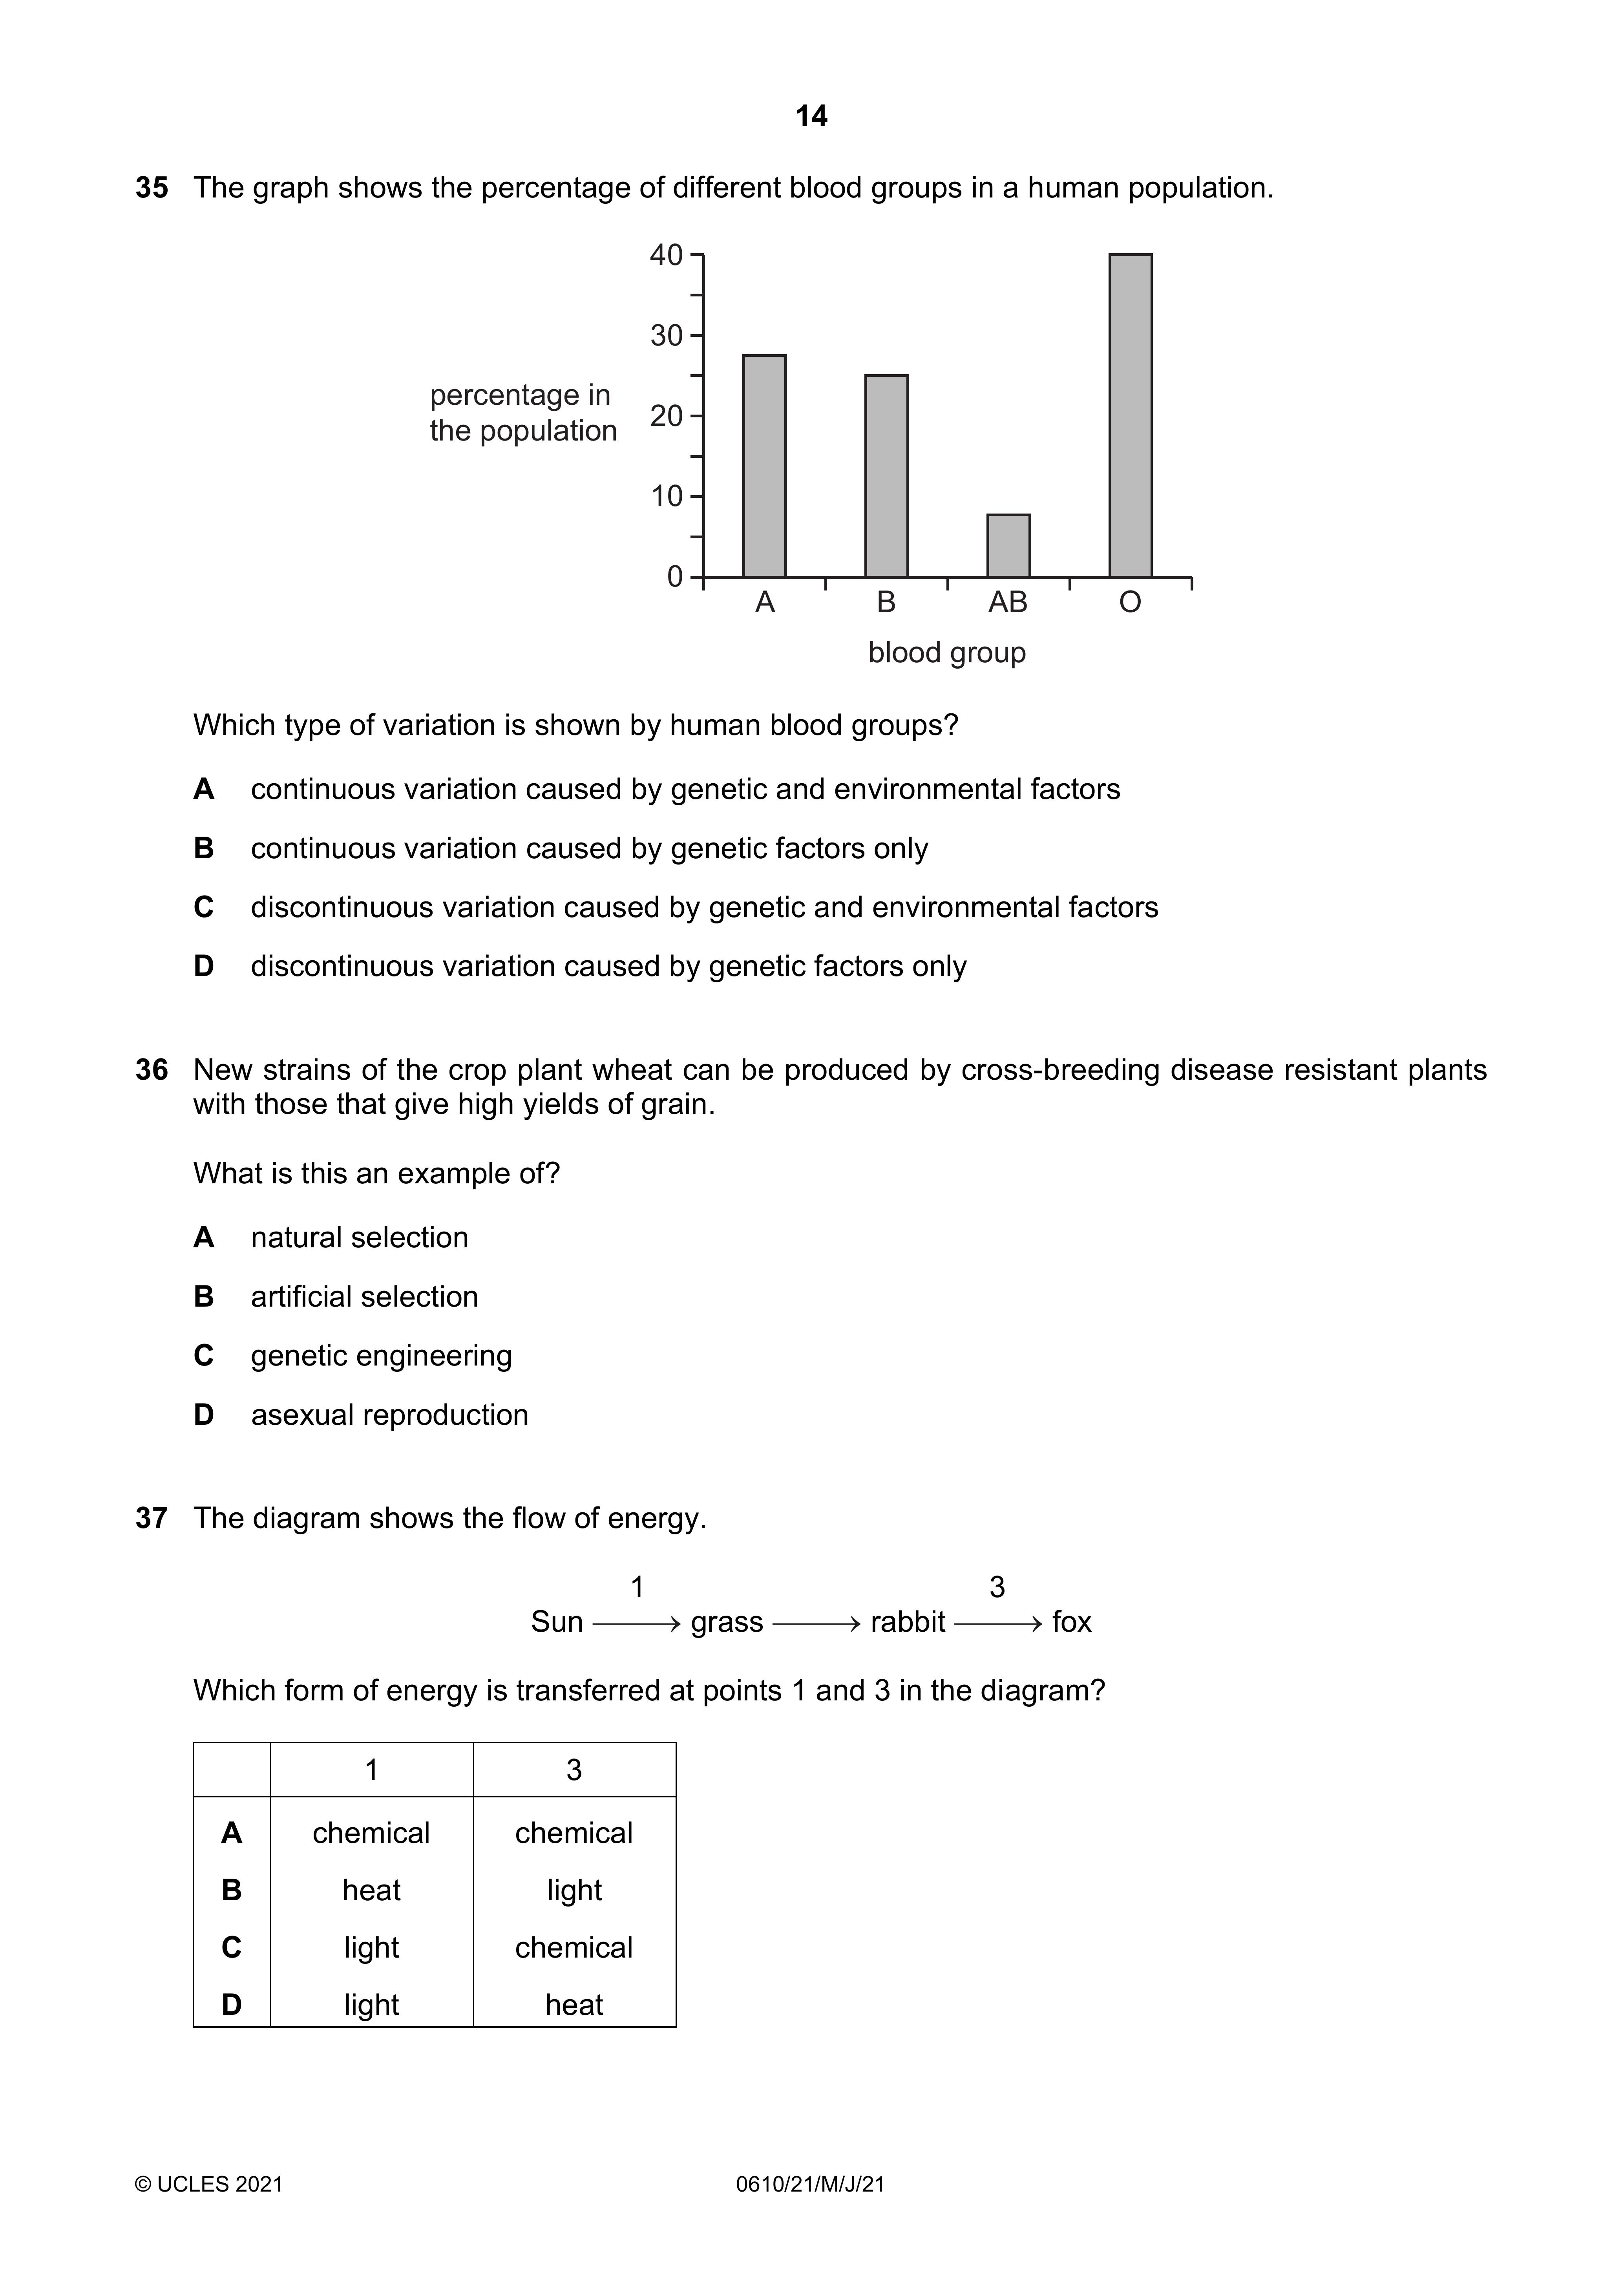 14
35 The graph shows the percentage of different blood groups in a human population.
40
30
20
10
0
percentage in
the population
A B AB O
blood group
Which type of variation is shown by human blood groups?
A continuous variation caused by genetic and environmental factors
B continuous variation caused by genetic factors only
C discontinuous variation caused by genetic and environmental factors
D discontinuous variation caused by genetic factors only
36 New strains of the crop plant wheat can be produced by cross-breeding disease resistant plants
with those that give high yields of grain.
What is this an example of?
A natural selection
B artificial selection
C genetic engineering
D asexual reproduction
37 The diagram shows the flow of energy.
1 3
Sun → grass → rabbit → fox
Which form of energy is transferred at points 1 and 3 in the diagram?
1 3
A chemical chemical
B heat light
C light chemical
D light heat
© UCLES 2021 0610/21/M/J/21